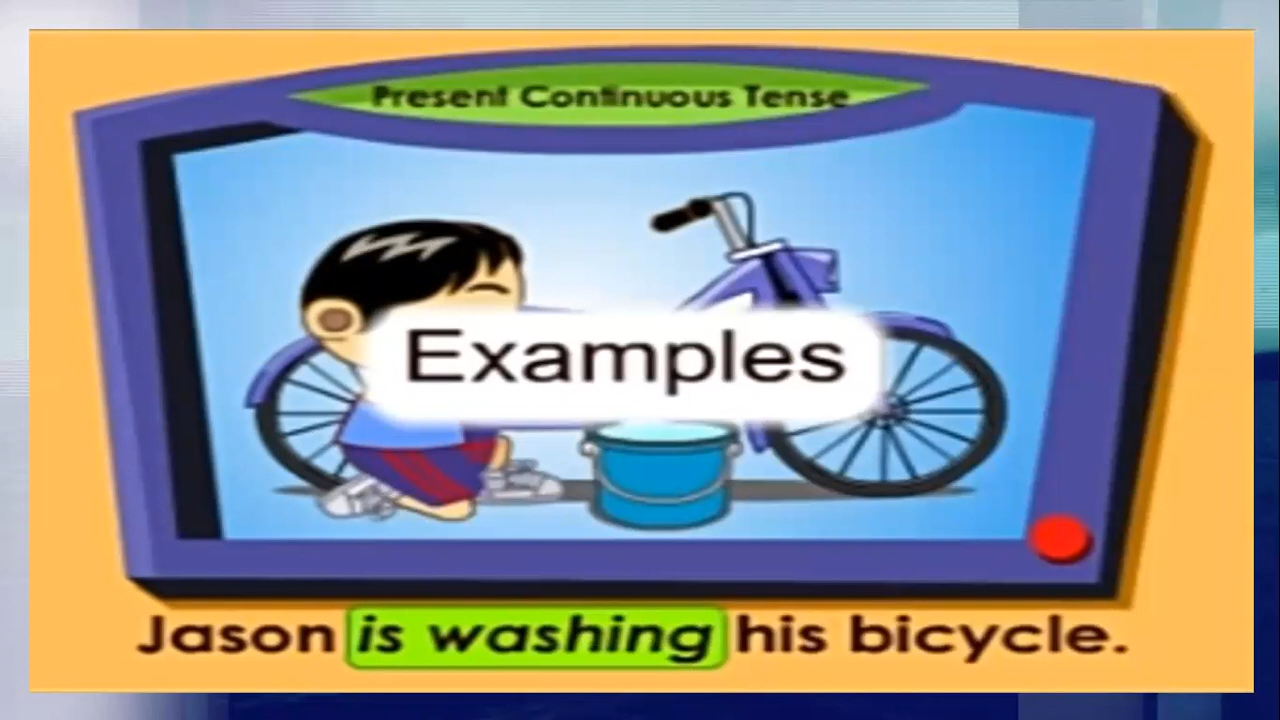 Present Continuous Tense
Examples
Jason is washing his bicycle.